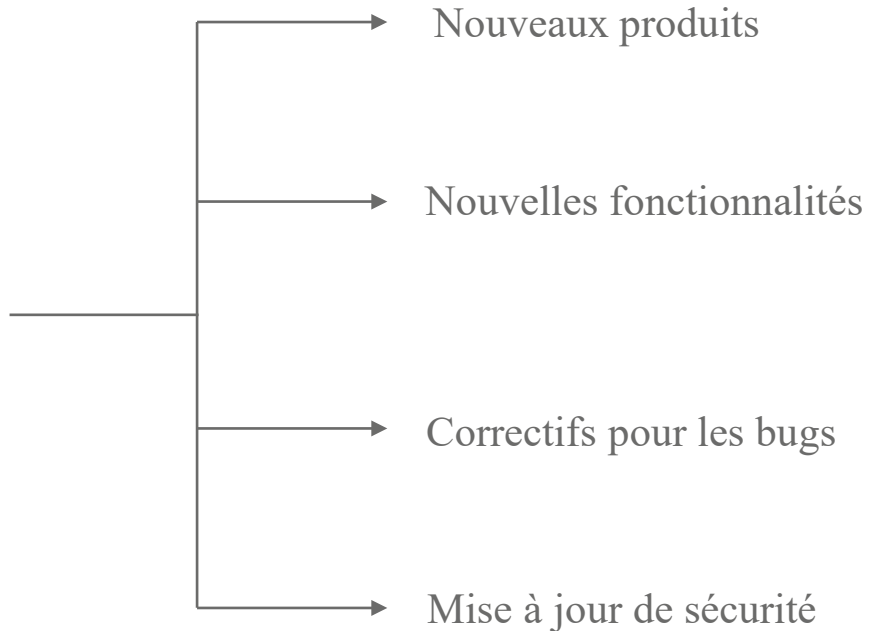 Nouveaux produits
Nouvelles fonctionnalités
Correctifs pour les bugs
Mise à jour de sécurité